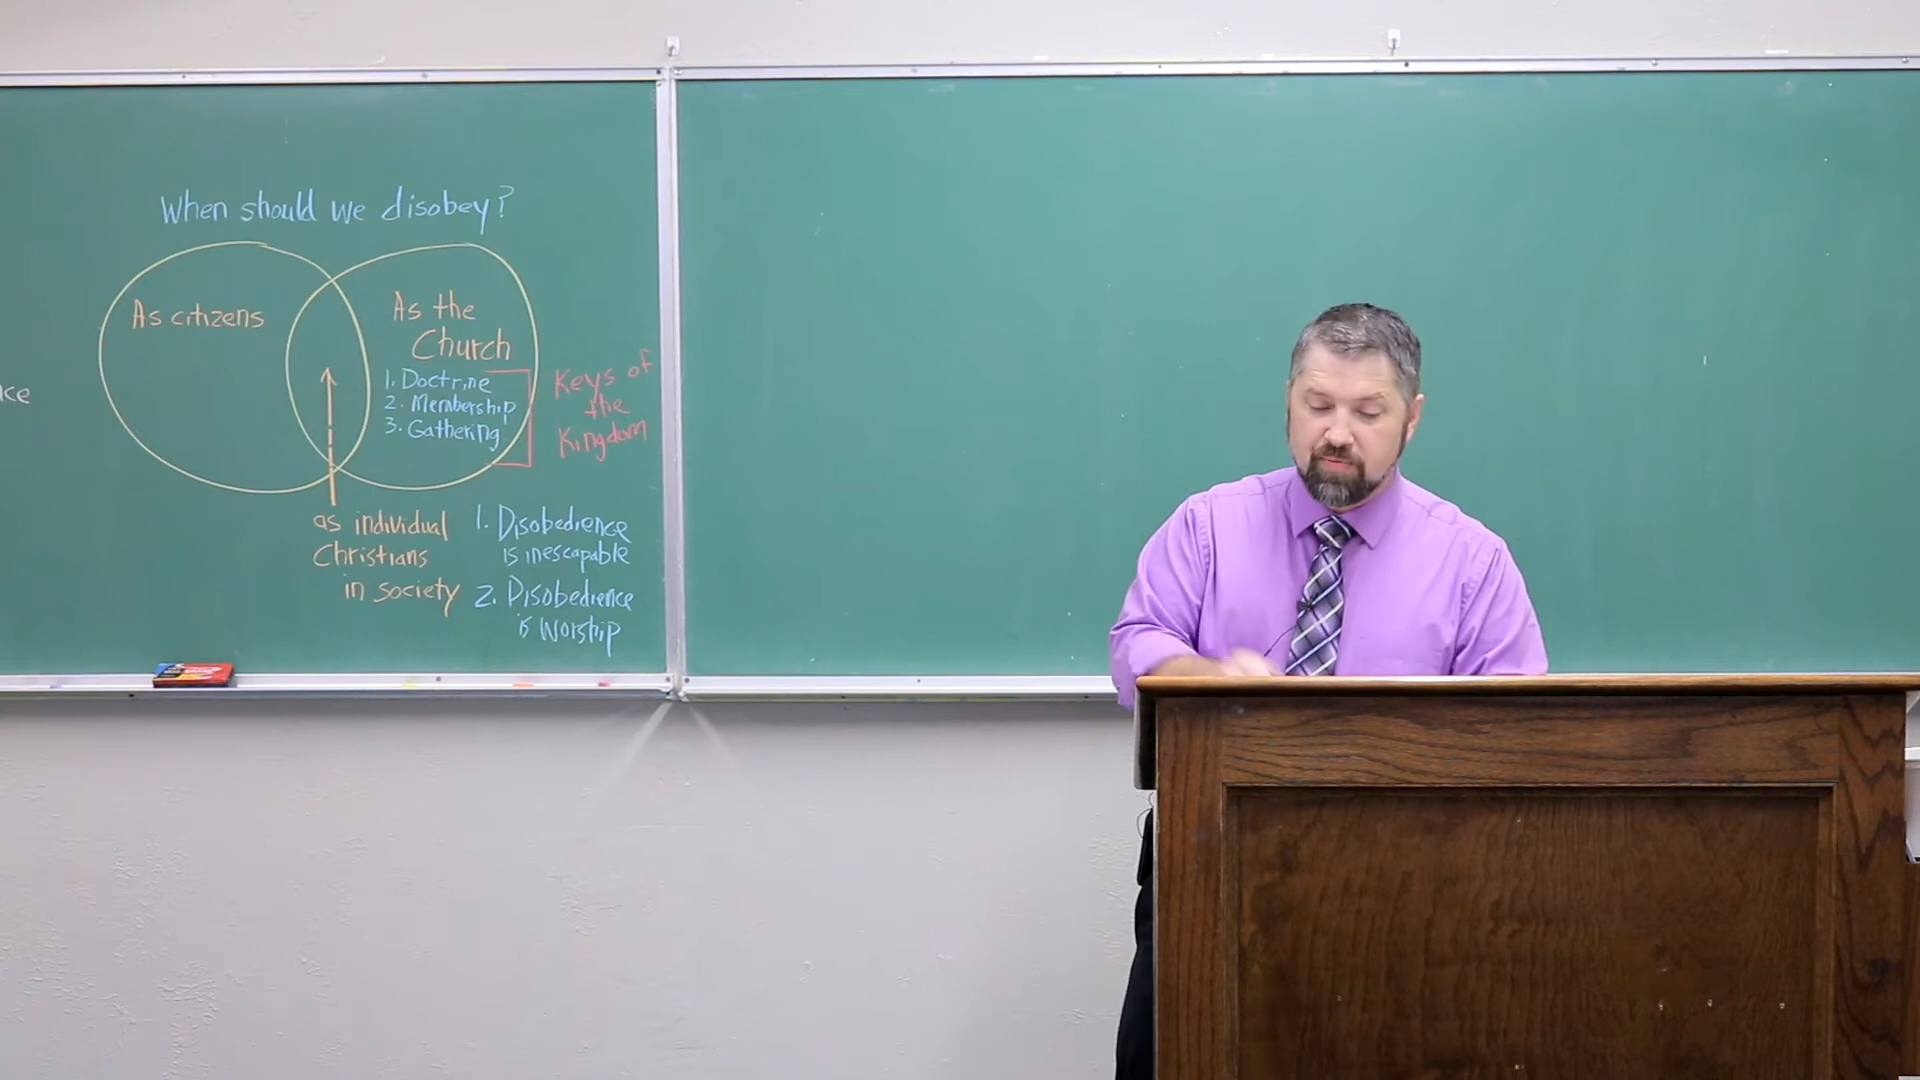 When should we disobey?
As citizens
As the
Church
1. Doctrine
2. Membership
3. Gathering
Keys of
the
Kingdom
as individual
Christians
in society
1. Disobedience
is inescapable
2. Disobedience
is Worship